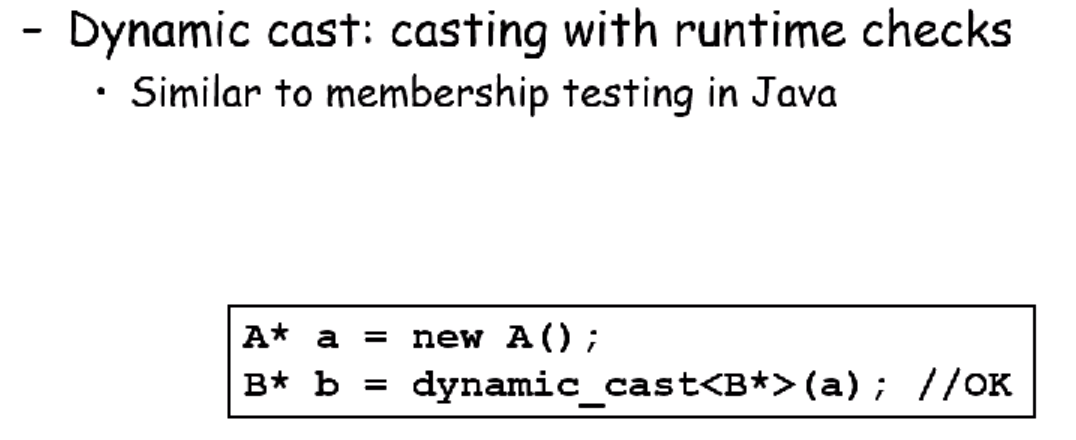 - Dynamic cast: casting with runtime checks
• Similar to membership testing in Java
A* a = new A();
B* b = dynamic_cast<B*>(a); //OK